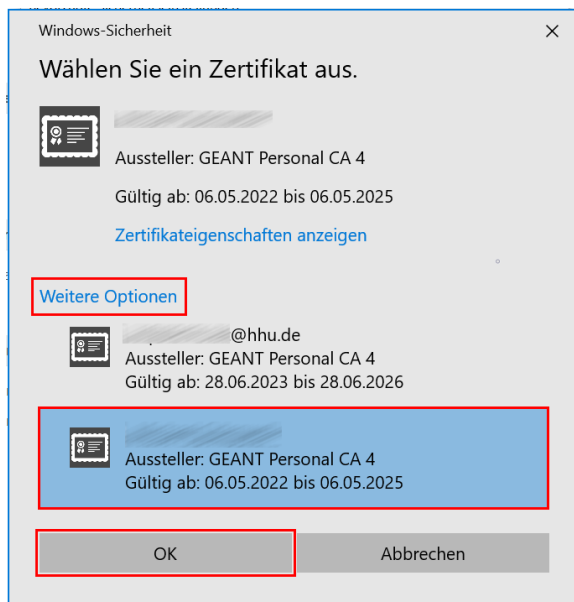 Windows-Sicherheit
Wählen Sie ein Zertifikat aus.
Aussteller: GEANT Personal CA 4
Gültig ab: 06.05.2022 bis 06.05.2025
Zertifikateigenschaften anzeigen
Weitere Optionen
@hhu.de
Aussteller: GEANT Personal CA 4
Gültig ab: 28.06.2023 bis 28.06.2026
Aussteller: GEANT Personal CA 4
Gültig ab: 06.05.2022 bis 06.05.2025
OK
Abbrechen